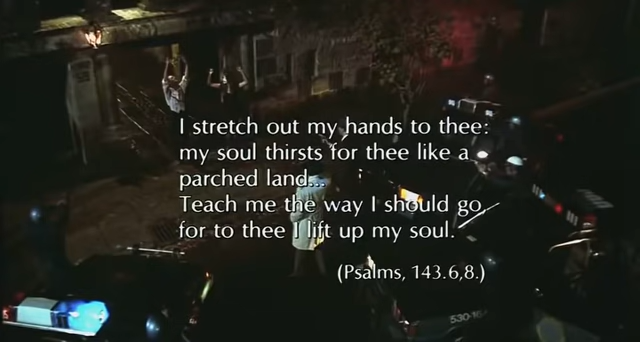 I stretch out my hands to thee:
my soul thirsts for thee like a
parched land...
Teach me the way I should go,
for to thee I lift up my soul.
(Psalms, 143.6,8.)